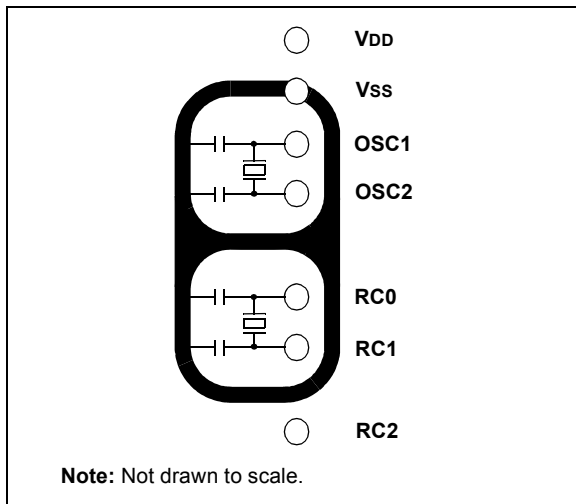 VDD
VSS
OSC1
OSC2
RC0
RC1
RC2
Note: Not drawn to scale.